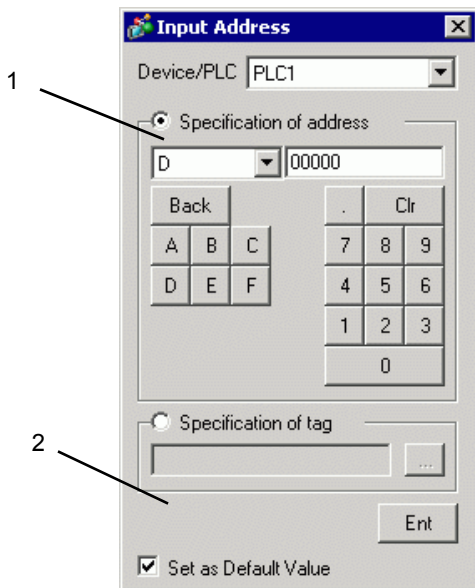 Input Address
Device/PLC PLC1
1
Specification of address
D 00000
Back . Clr
A B C 7 8 9
D E F 4 5 6
1 2 3
0
Specification of tag
2
...
Ent
Set as Default Value